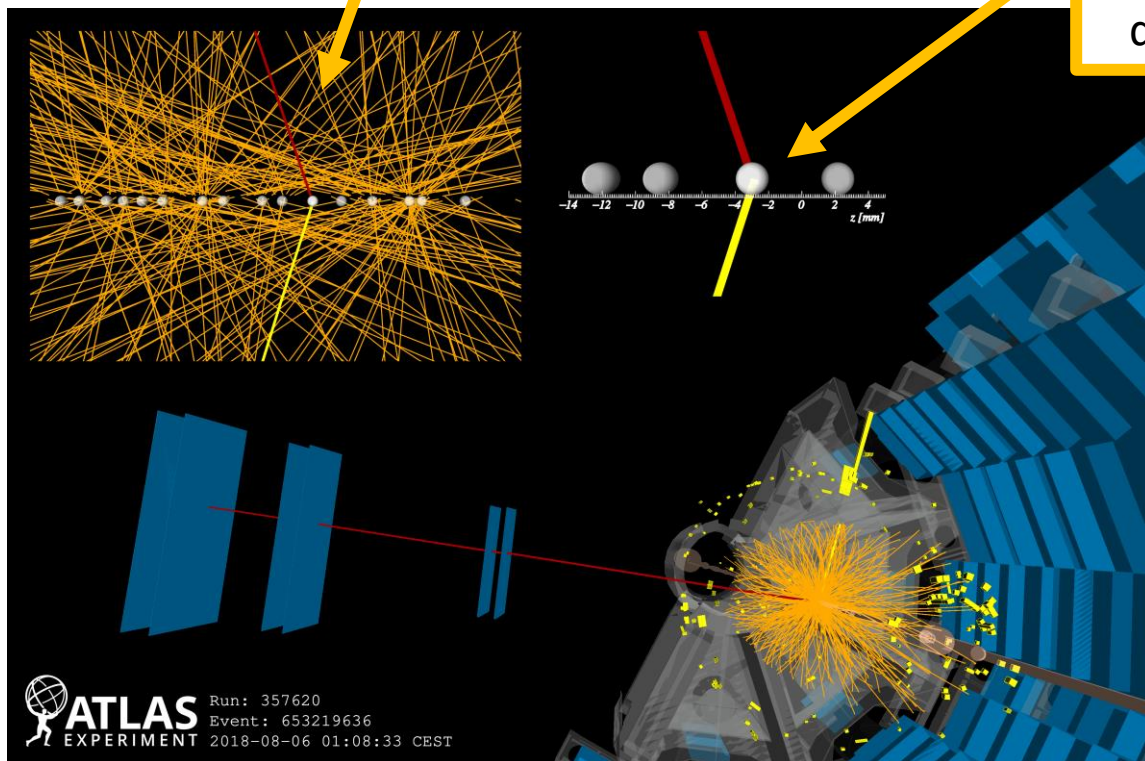 −14 −12 −10 −8 −6 −4 −2 0 2 4
z [mm]
ATLAS
EXPERIMENT
Run: 357620
Event: 653219636
2018-08-06 01:08:33 CEST